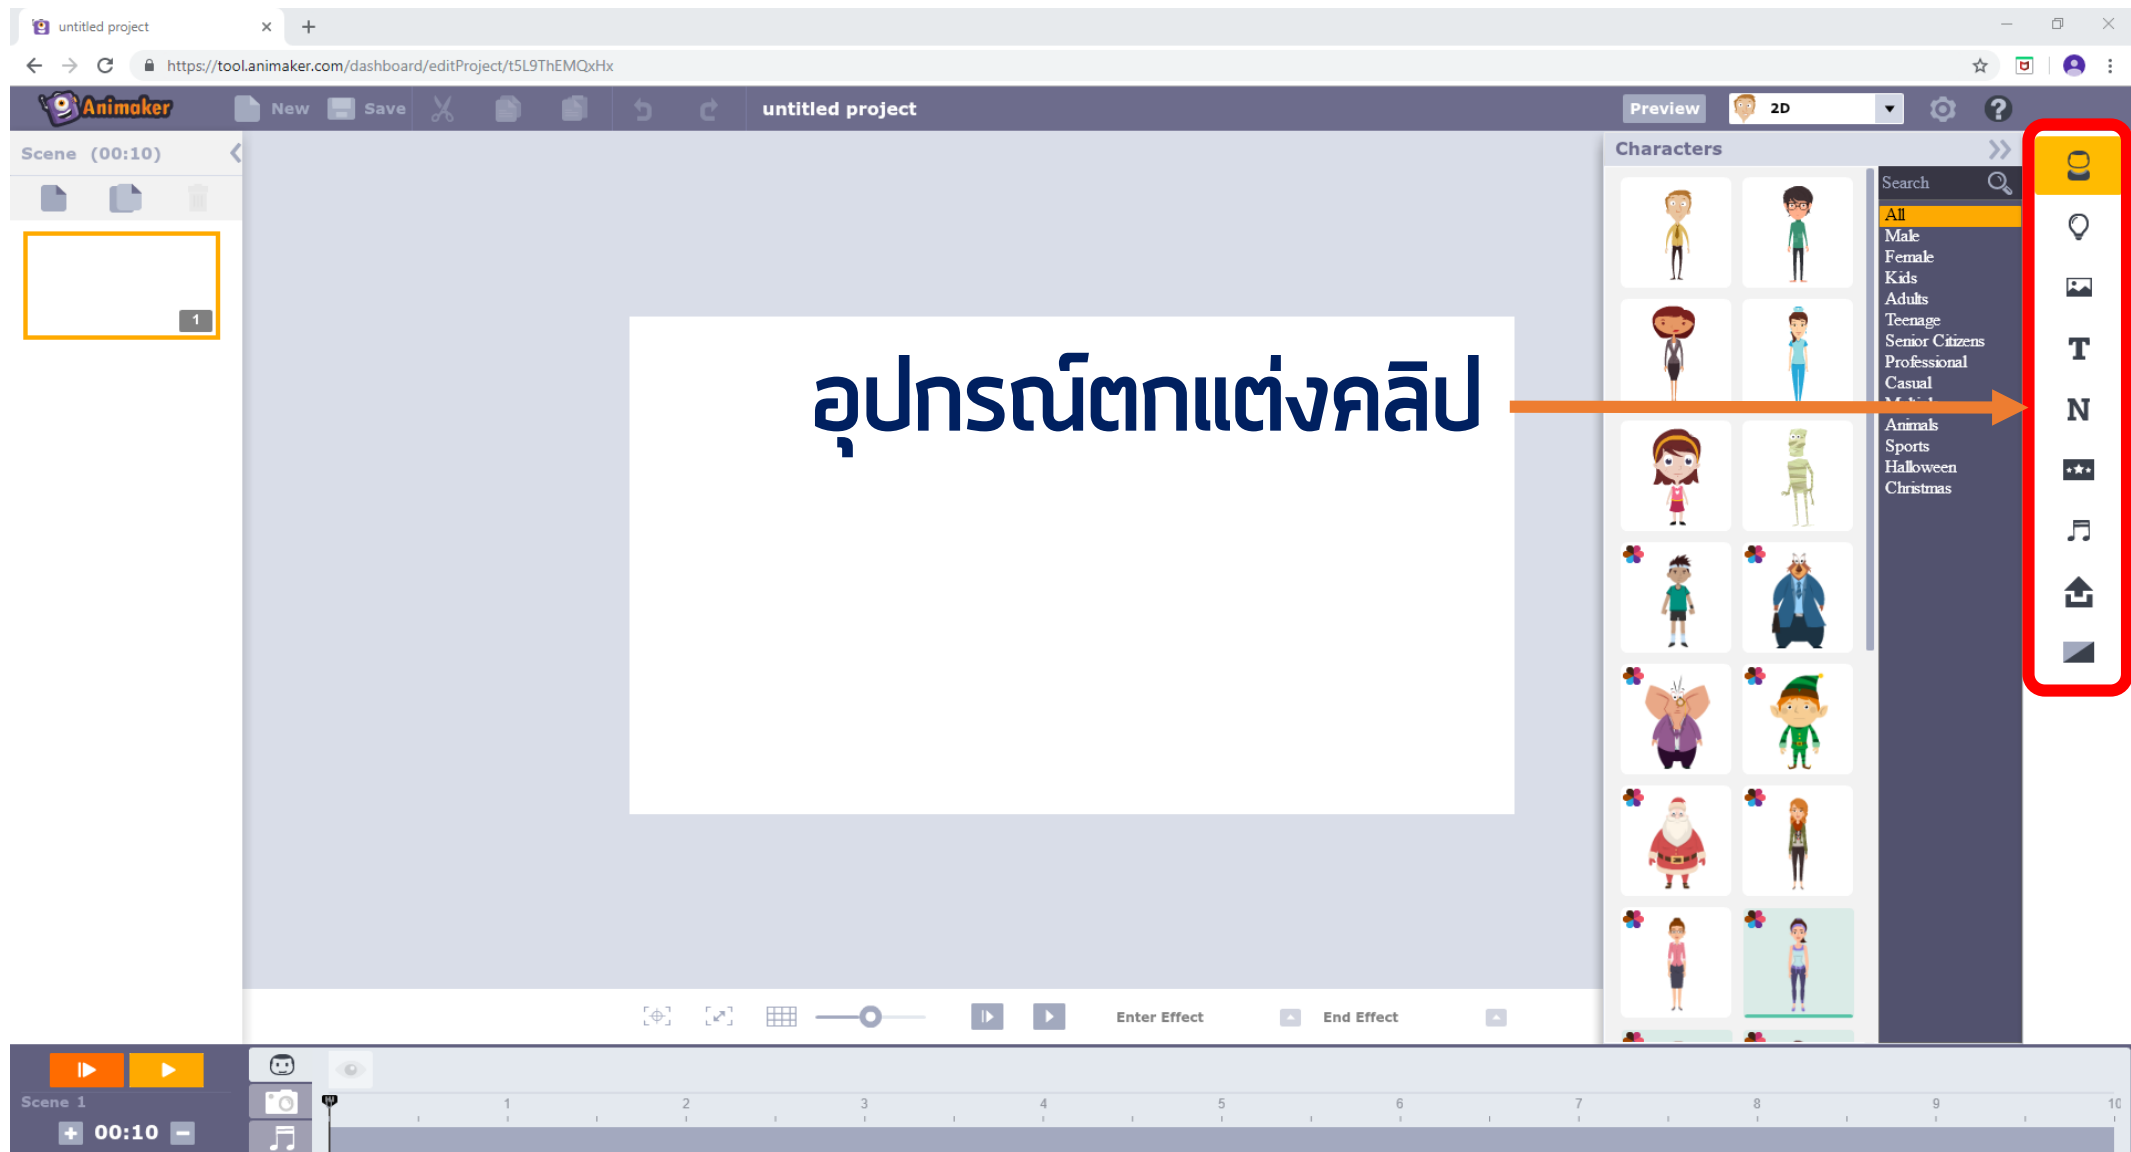 untitled project
https://tool.animaker.com/dashboard/editProject/t5L9ThEMQxHx
Animaker
New
Save
untitled project
Preview
2D
Scene (00:10)
1
อุปกรณ์ตกแต่งคลิป
Characters
Search
All
Male
Female
Kids
Adults
Teenage
Senior Citizens
Professional
Casual
Animals
Sports
Halloween
Christmas
T
N
Enter Effect
End Effect
Scene 1
00:10
1 2 3 4 5 6 7 8 9 10